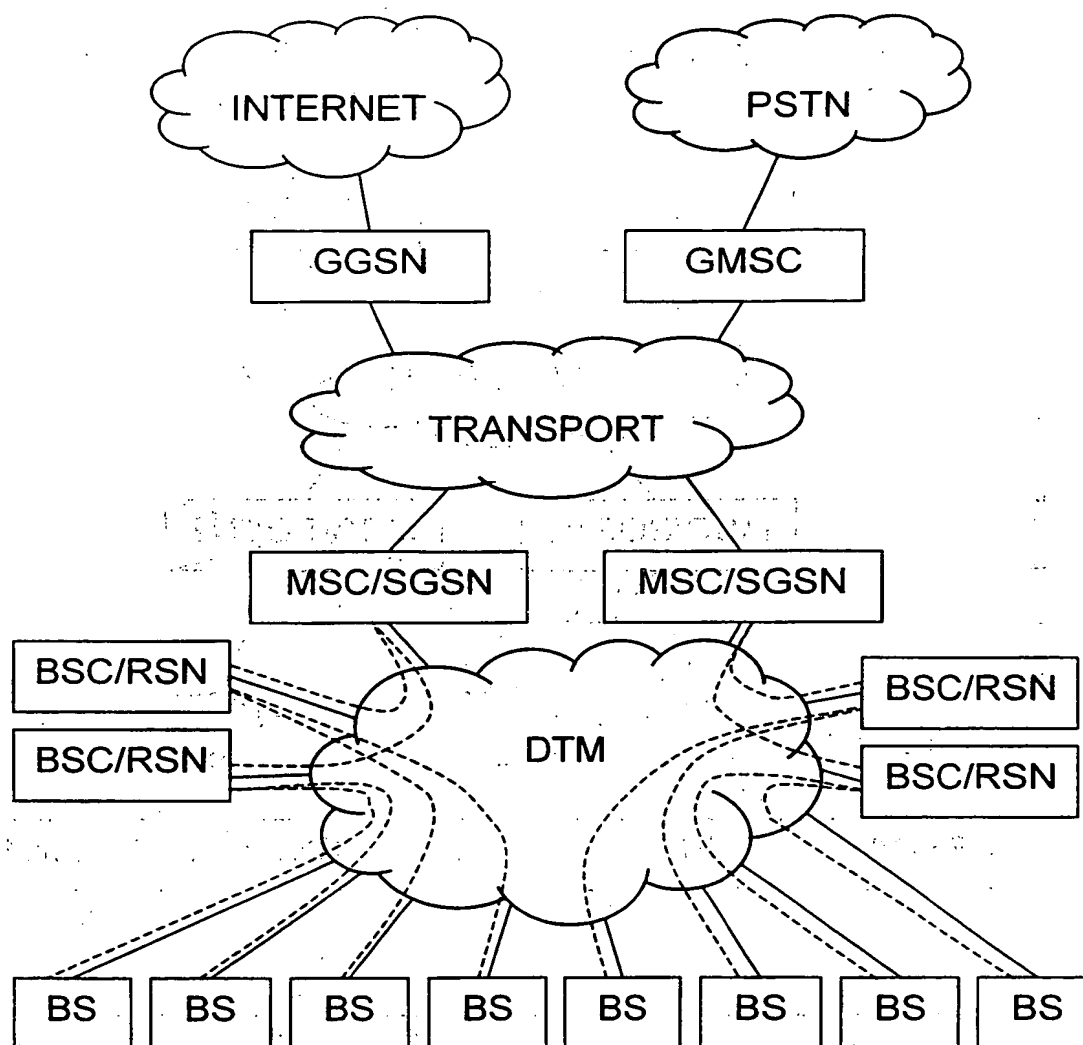 INTERNET
PSTN
GGSN
GMSC
TRANSPORT
MSC/SGSN
MSC/SGSN
BSC/RSN
BSC/RSN
BSC/RSN
DTM
BSC/RSN
BS
BS
BS
BS
BS
BS
BS
BS